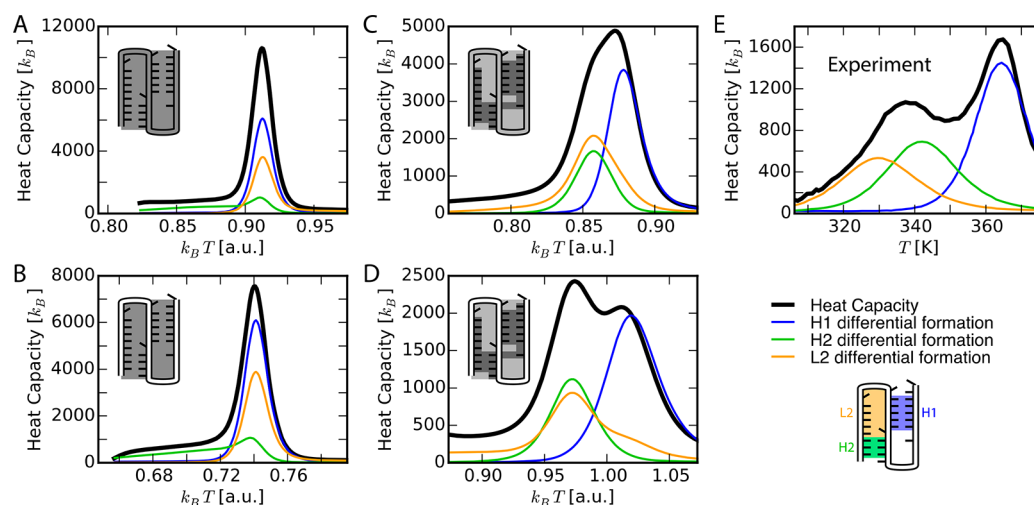 A
12000
8000
4000
0
Heat Capacity [k_B]
0.80
0.85
0.90
0.95
k_B T [a.u.]
C
5000
4000
3000
2000
1000
0
Heat Capacity [k_B]
0.80
0.85
0.90
k_B T [a.u.]
E
Experiment
1600
1200
800
400
0
Heat Capacity [k_B]
320
340
360
T [K]
B
8000
6000
4000
2000
0
Heat Capacity [k_B]
0.68
0.72
0.76
k_B T [a.u.]
D
2500
2000
1500
1000
500
0
Heat Capacity [k_B]
0.90
0.95
1.00
1.05
k_B T [a.u.]
Heat Capacity
H1 differential formation
H2 differential formation
L2 differential formation
L2
H1
H2